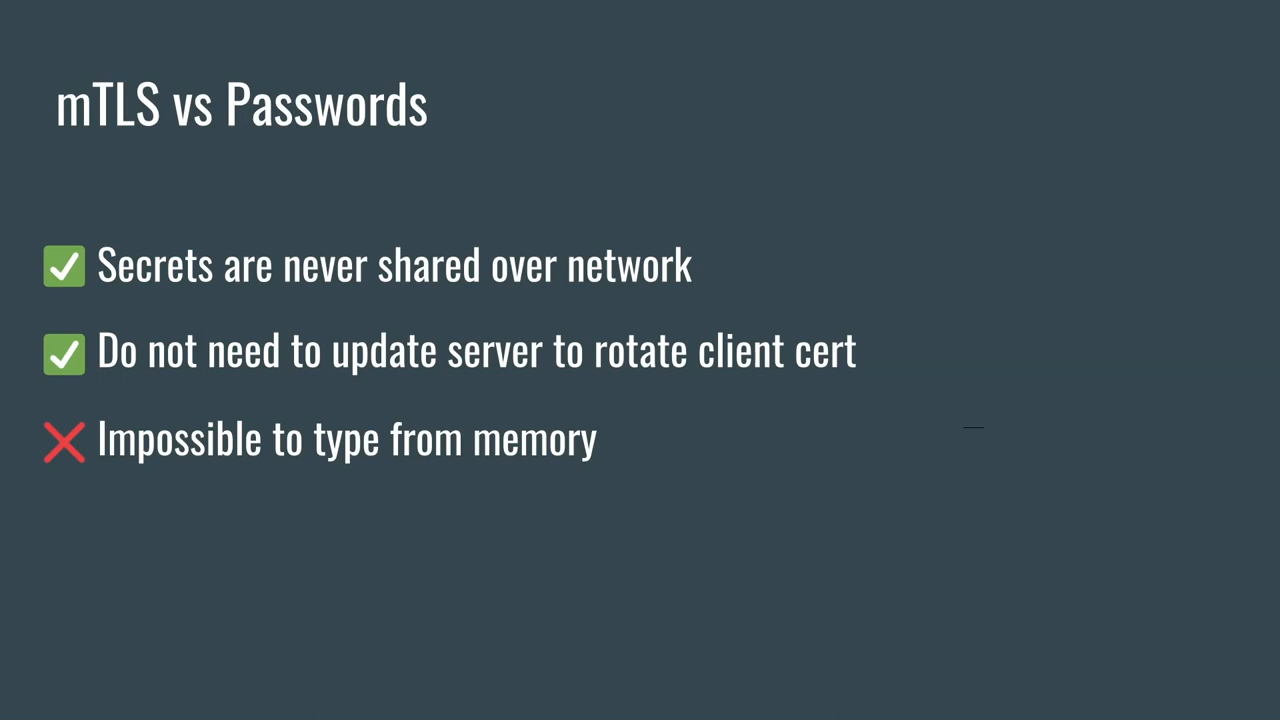 mTLS vs Passwords
✅ Secrets are never shared over network
✅ Do not need to update server to rotate client cert
❌ Impossible to type from memory